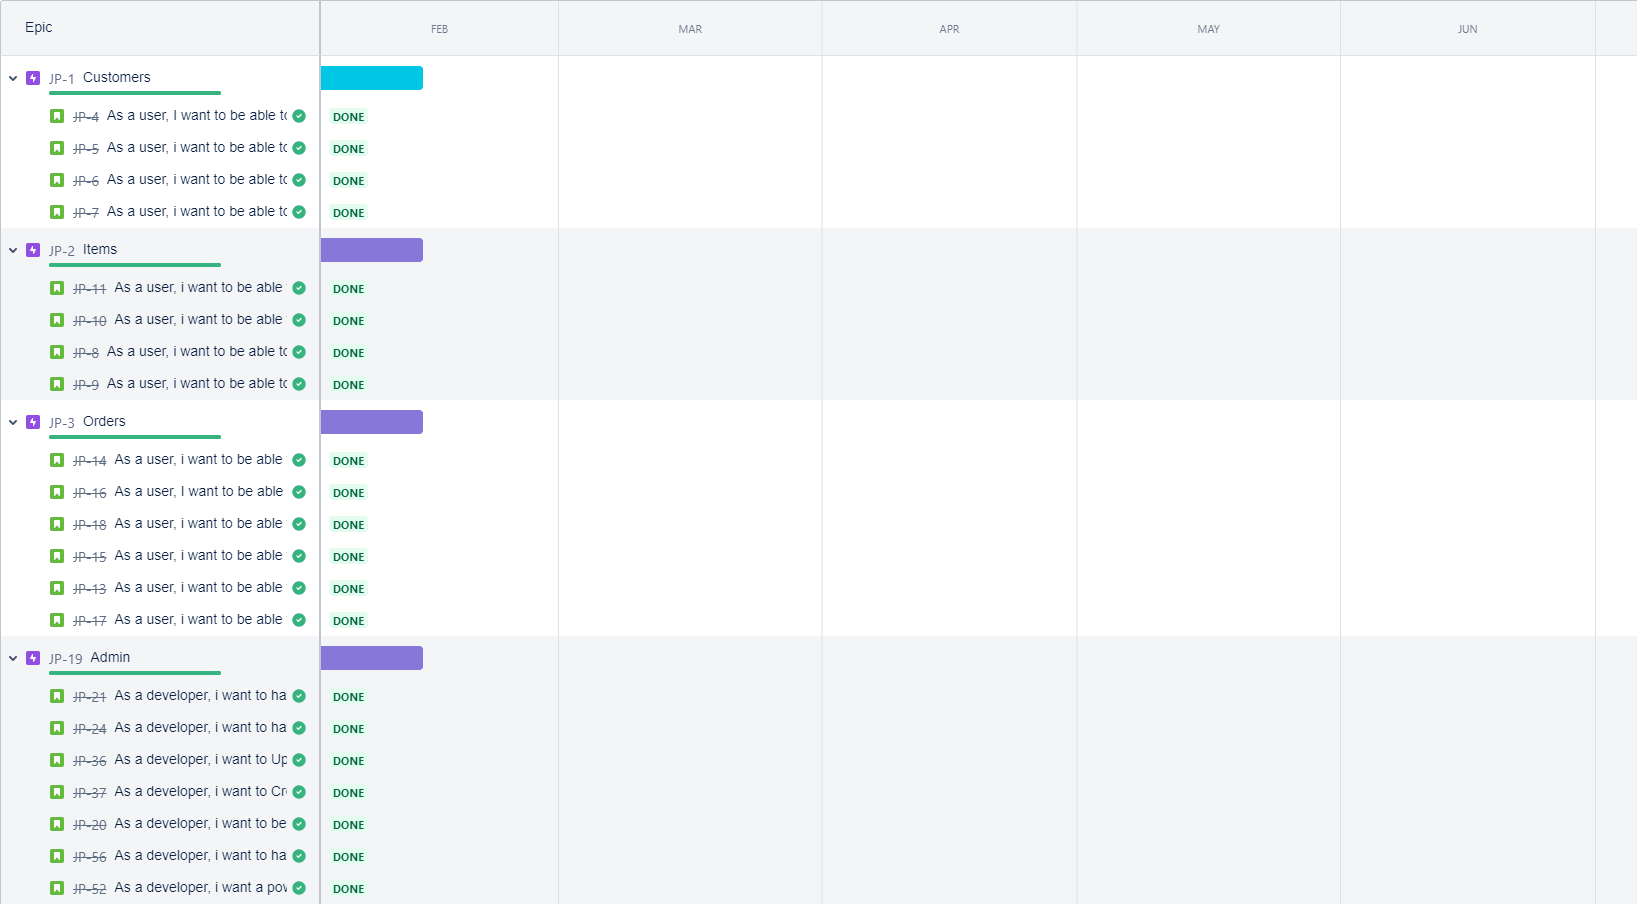 Epic FEB MAR APR MAY JUN
JP-1 Customers
JP-4 As a user, I want to be able to DONE
JP-5 As a user, i want to be able to DONE
JP-6 As a user, i want to be able to DONE
JP-7 As a user, i want to be able to DONE
JP-2 Items
JP-11 As a user, i want to be able DONE
JP-10 As a user, i want to be able DONE
JP-8 As a user, i want to be able to DONE
JP-9 As a user, i want to be able to DONE
JP-3 Orders
JP-14 As a user, i want to be able DONE
JP-16 As a user, I want to be able DONE
JP-18 As a user, i want to be able DONE
JP-15 As a user, i want to be able DONE
JP-13 As a user, i want to be able DONE
JP-17 As a user, i want to be able DONE
JP-19 Admin
JP-21 As a developer, i want to ha DONE
JP-24 As a developer, i want to ha DONE
JP-36 As a developer, i want to Up DONE
JP-37 As a developer, i want to Cr DONE
JP-20 As a developer, i want to be DONE
JP-56 As a developer, i want to ha DONE
JP-52 As a developer, i want a DONE